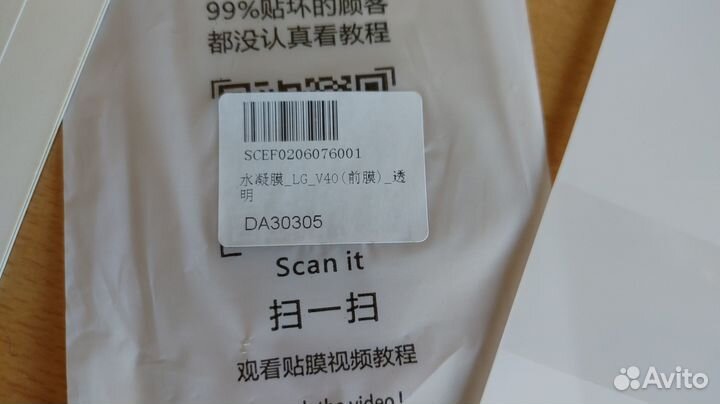 99%贴坏的顾客
都没认真看教程
SCEF0206076001
水凝膜_LG_V40(前膜)_透
明
DA30305
Scan it
扫一扫
观看贴膜视频教程
the video!
Avito